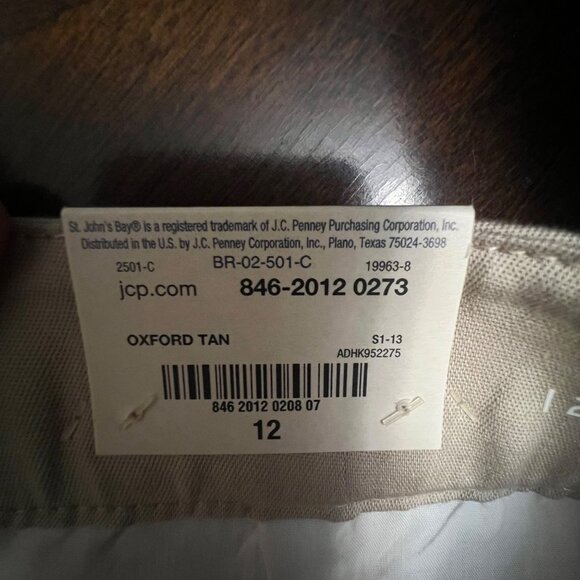 St. John's Bay® is a registered trademark of J.C. Penney Purchasing Corporation, Inc.
Distributed in the U.S. by J.C. Penney Corporation, Inc., Plano, Texas 75024-3698
2501-C BR-02-501-C 19963-8
jcp.com 846-2012 0273
OXFORD TAN S1-13
ADHK952275
846 2012 0208 07
12